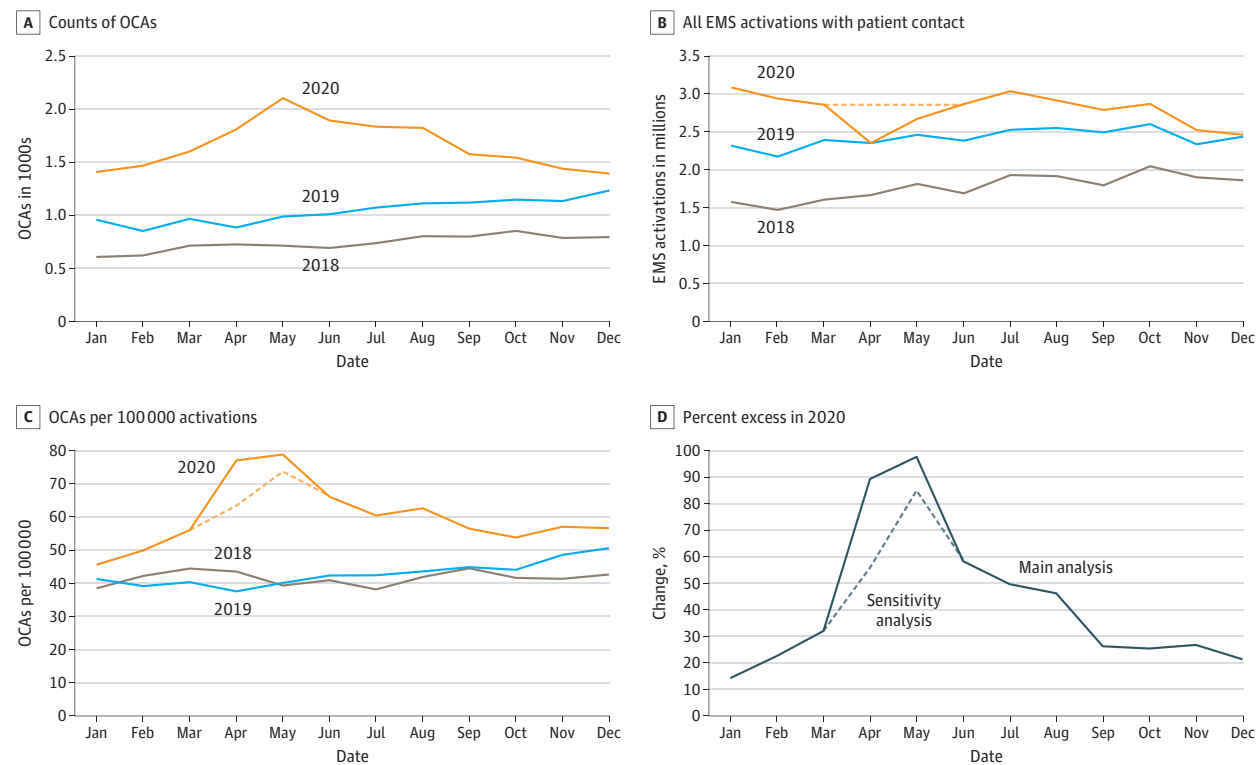 A Counts of OCAs
2.5
2.0
1.5
1.0
0.5
0
OCAs in 1000s
2020
2019
2018
Jan Feb Mar Apr May Jun Jul Aug Sep Oct Nov Dec
Date
B All EMS activations with patient contact
3.5
3.0
2.5
2.0
1.5
1.0
0.5
0
EMS activations in millions
2020
2019
2018
Jan Feb Mar Apr May Jun Jul Aug Sep Oct Nov Dec
Date
C OCAs per 100 000 activations
80
70
60
50
40
30
20
10
0
OCAs per 100 000
2020
2018
2019
Jan Feb Mar Apr May Jun Jul Aug Sep Oct Nov Dec
Date
D Percent excess in 2020
100
90
80
70
60
50
40
30
20
10
0
Change, %
Main analysis
Sensitivity
analysis
Jan Feb Mar Apr May Jun Jul Aug Sep Oct Nov Dec
Date